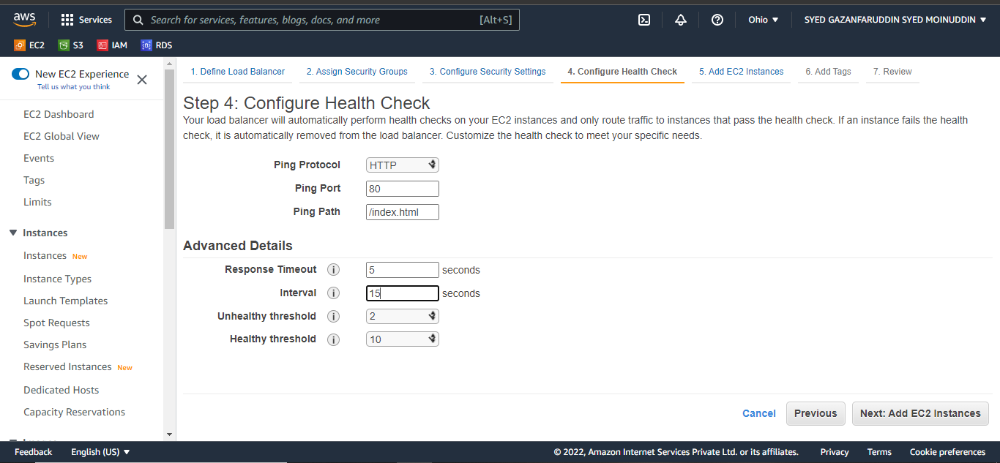 aws
Services
Search for services, features, blogs, docs, and more
[Alt+S]
Ohio
SYED GAZANFARUDDIN SYED MOINUDDIN
EC2
S3
IAM
RDS
New EC2 Experience
Tell us what you think
EC2 Dashboard
EC2 Global View
Events
Tags
Limits
Instances
Instances New
Instance Types
Launch Templates
Spot Requests
Savings Plans
Reserved Instances New
Dedicated Hosts
Capacity Reservations
1. Define Load Balancer
2. Assign Security Groups
3. Configure Security Settings
4. Configure Health Check
5. Add EC2 Instances
6. Add Tags
7. Review
Step 4: Configure Health Check
Your load balancer will automatically perform health checks on your EC2 instances and only route traffic to instances that pass the health check. If an instance fails the health
check, it is automatically removed from the load balancer. Customize the health check to meet your specific needs.
Ping Protocol HTTP
Ping Port 80
Ping Path /index.html
Advanced Details
Response Timeout i 5 seconds
Interval i 15 seconds
Unhealthy threshold i 2
Healthy threshold i 10
Cancel
Previous
Next: Add EC2 Instances
Feedback
English (US)
© 2022, Amazon Internet Services Private Ltd. or its affiliates.
Privacy
Terms
Cookie preferences